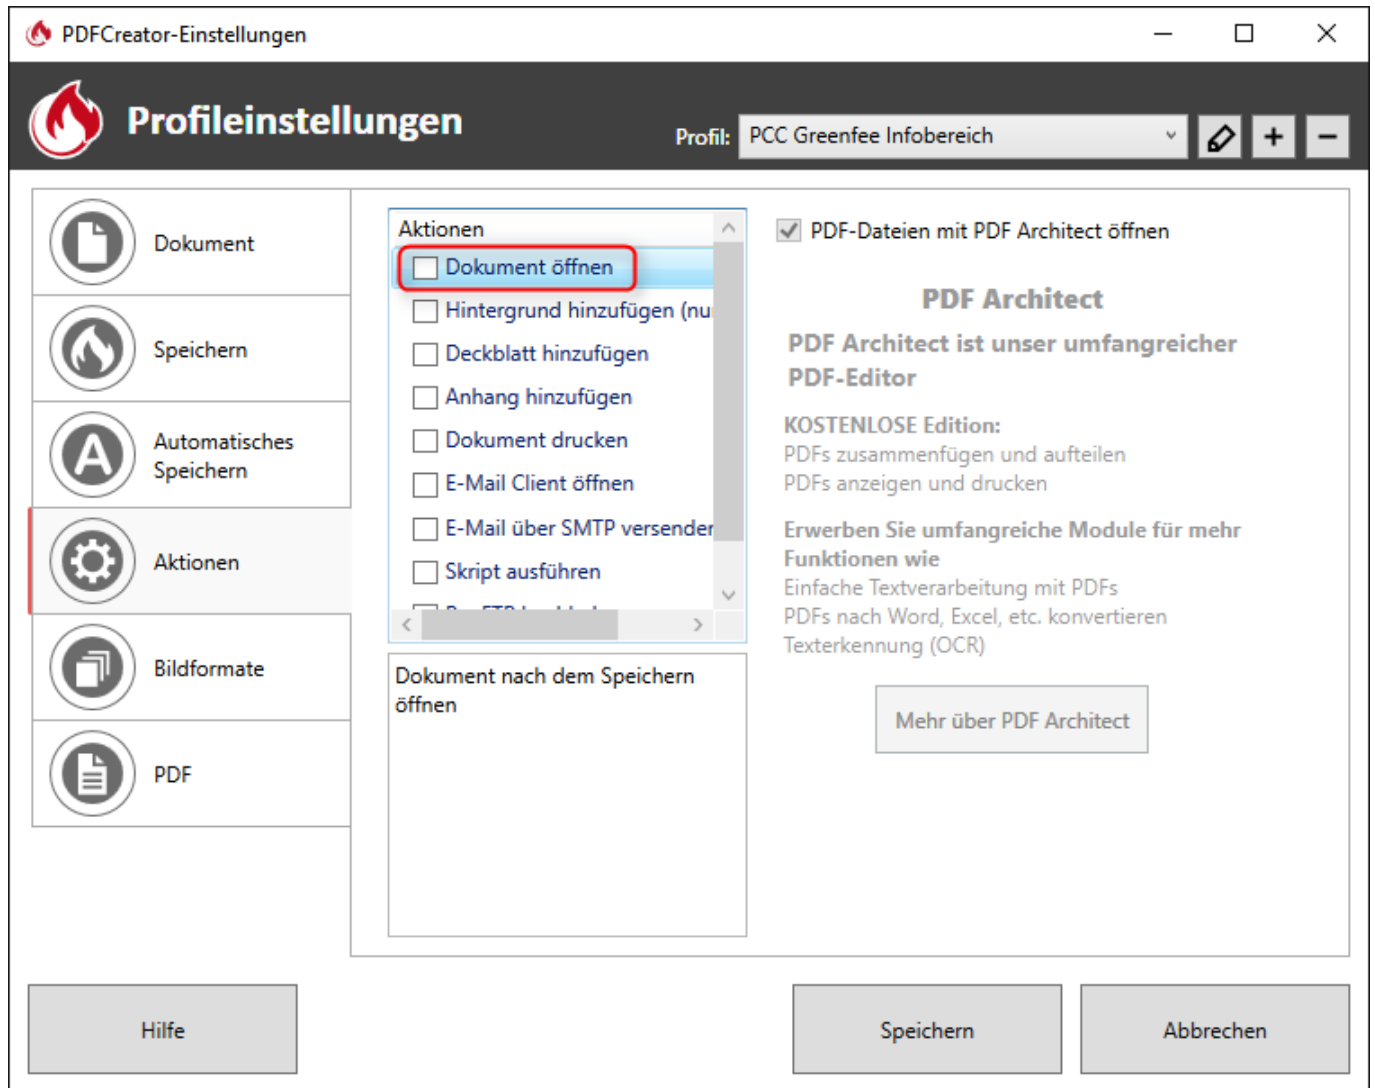 PDFCreator-Einstellungen
Profileinstellungen
Profil:
PCC Greenfee Infobereich
Dokument
Speichern
Automatisches
Speichern
Aktionen
Bildformate
PDF
Aktionen
Dokument öffnen
Hintergrund hinzufügen (nu
Deckblatt hinzufügen
Anhang hinzufügen
Dokument drucken
E-Mail Client öffnen
E-Mail über SMTP versender
Skript ausführen
Dokument nach dem Speichern
öffnen
PDF-Dateien mit PDF Architect öffnen
PDF Architect
PDF Architect ist unser umfangreicher
PDF-Editor
KOSTENLOSE Edition:
PDFs zusammenfügen und aufteilen
PDFs anzeigen und drucken
Erwerben Sie umfangreiche Module für mehr
Funktionen wie
Einfache Textverarbeitung mit PDFs
PDFs nach Word, Excel, etc. konvertieren
Texterkennung (OCR)
Mehr über PDF Architect
Hilfe
Speichern
Abbrechen